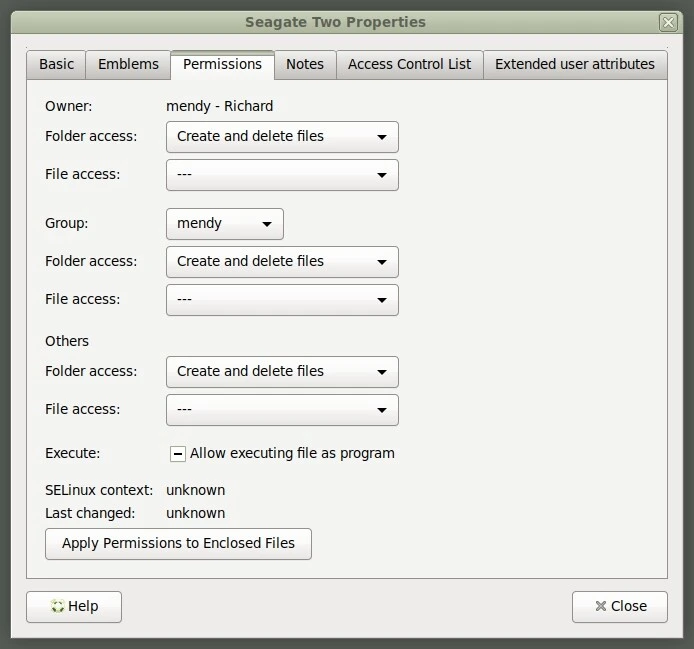 Seagate Two Properties
Basic Emblems Permissions Notes Access Control List Extended user attributes
Owner: mendy - Richard
Folder access: Create and delete files
File access: ---
Group: mendy
Folder access: Create and delete files
File access: ---
Others
Folder access: Create and delete files
File access: ---
Execute: Allow executing file as program
SELinux context: unknown
Last changed: unknown
Apply Permissions to Enclosed Files
Help Close